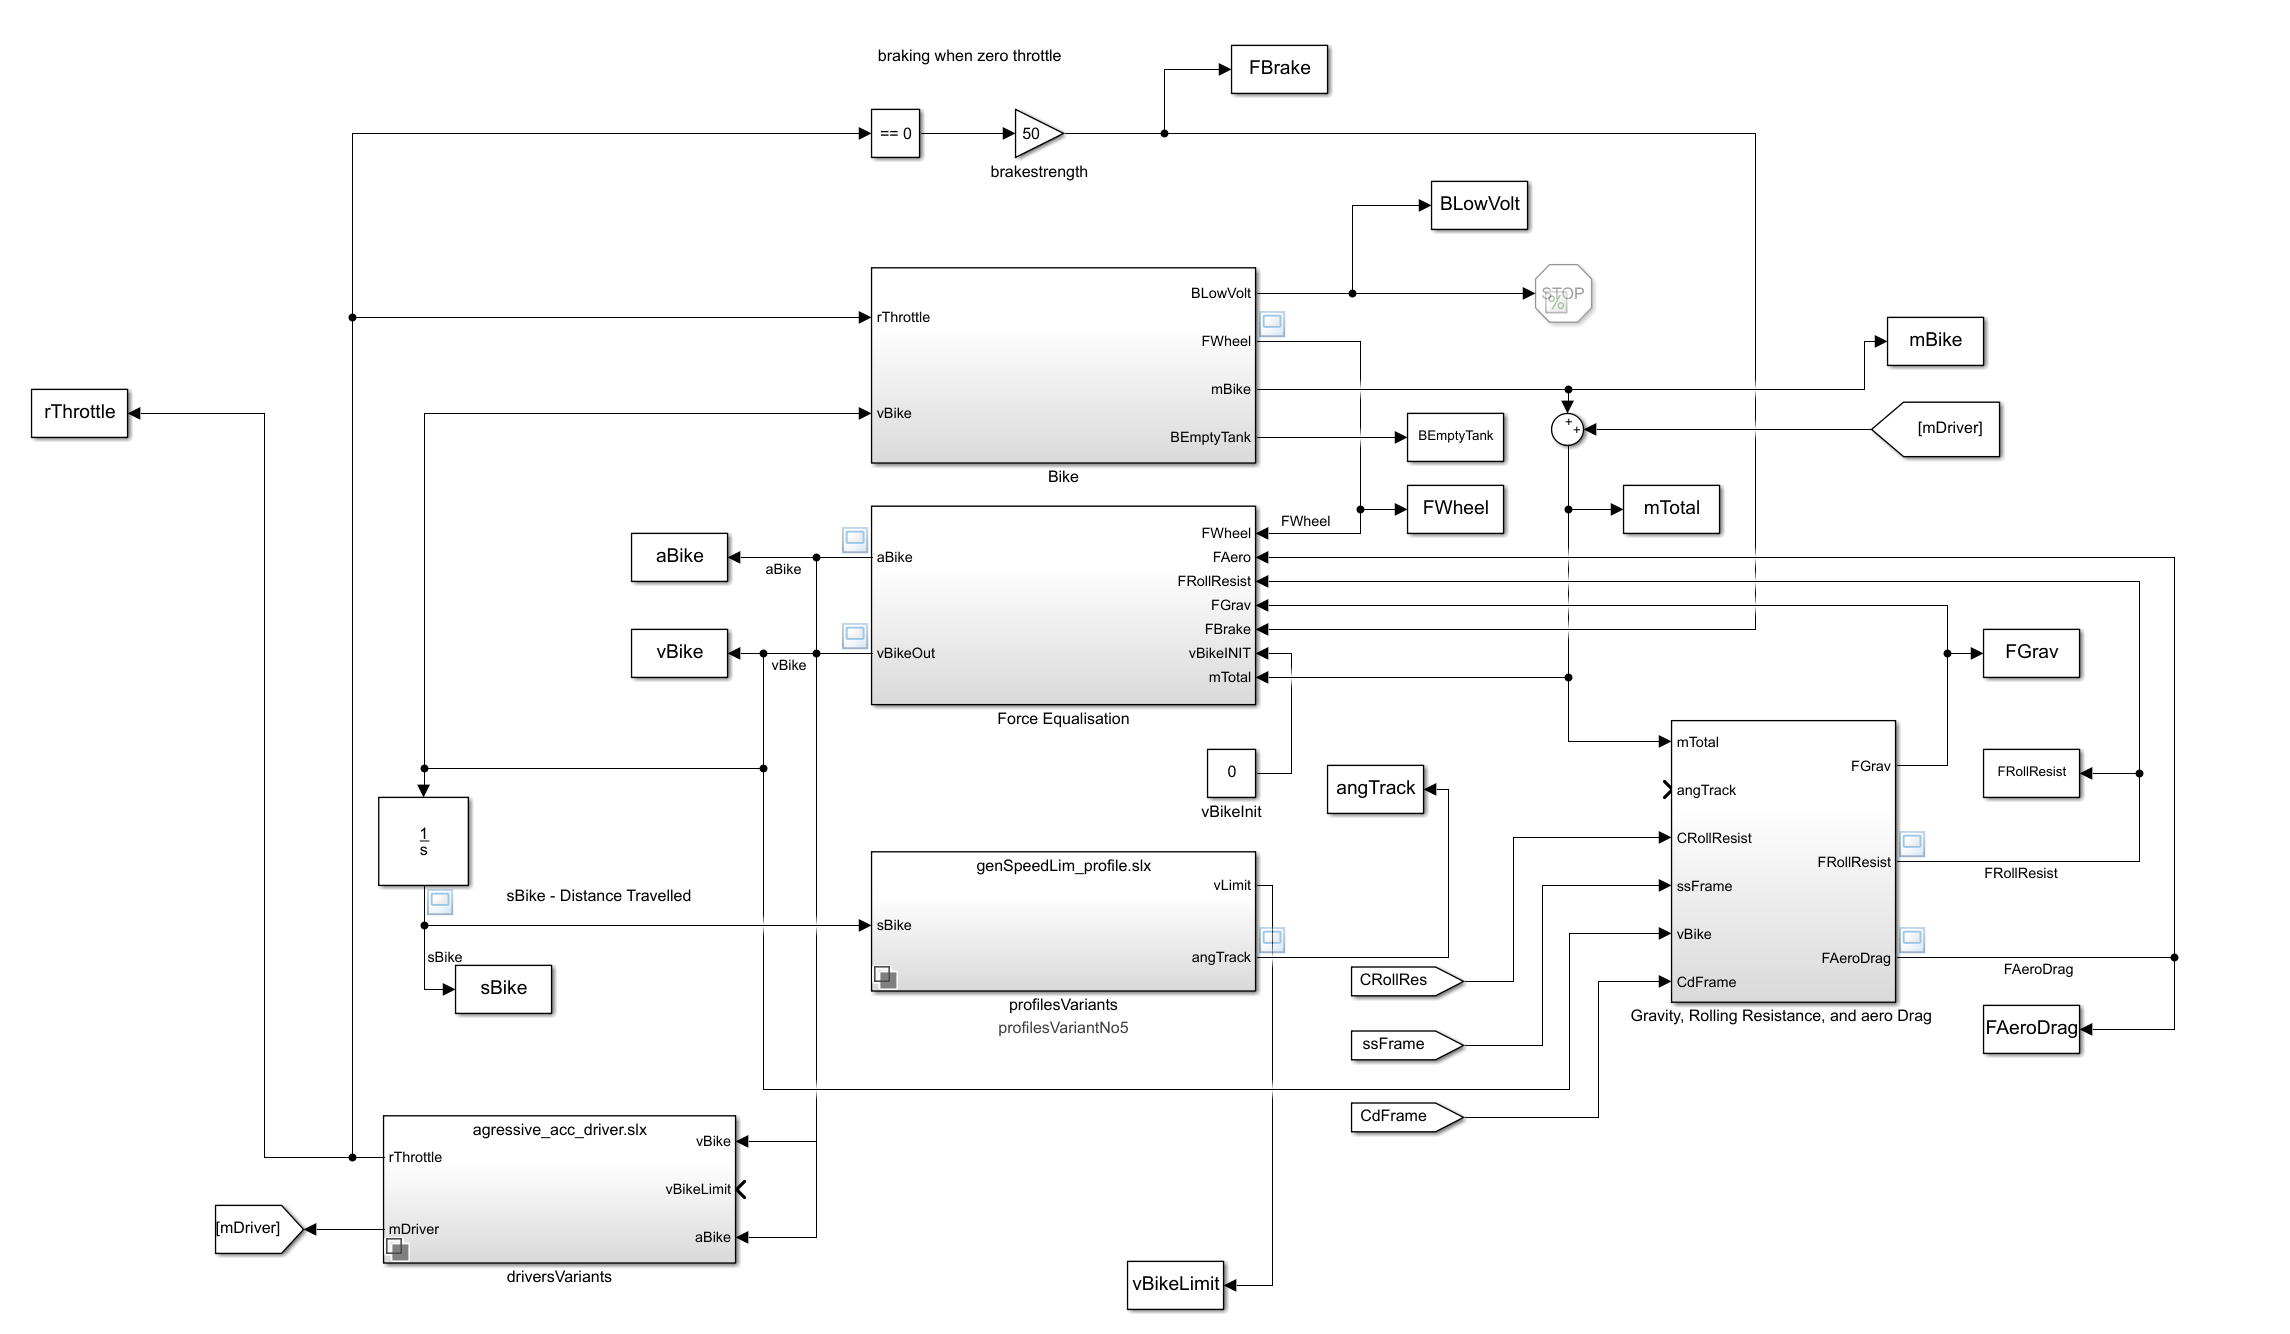 braking when zero throttle
FBrake
== 0
50
brakestrength
BLowVolt
rThrottle
vBike
BLowVolt
FWheel
mBike
BEmptyTank
Bike
STOP
%
mBike
[mDriver]
+
+
rThrottle
BEmptyTank
FWheel
mTotal
FWheel
aBike
aBike
vBike
vBike
aBike
vBikeOut
FWheel
FAero
FRollResist
FGrav
FBrake
vBikeINIT
mTotal
Force Equalisation
FGrav
0
vBikeInit
angTrack
mTotal
angTrack
CRollResist
ssFrame
vBike
CdFrame
FGrav
FRollResist
FAeroDrag
Gravity, Rolling Resistance, and aero Drag
FRollResist
FRollResist
FAeroDrag
FAeroDrag
1
s
sBike - Distance Travelled
sBike
sBike
genSpeedLim_profile.slx
sBike
vLimit
angTrack
profilesVariants
profilesVariantNo5
CRollRes
ssFrame
CdFrame
agressive_acc_driver.slx
rThrottle
mDriver
vBike
vBikeLimit
aBike
driversVariants
[mDriver]
vBikeLimit